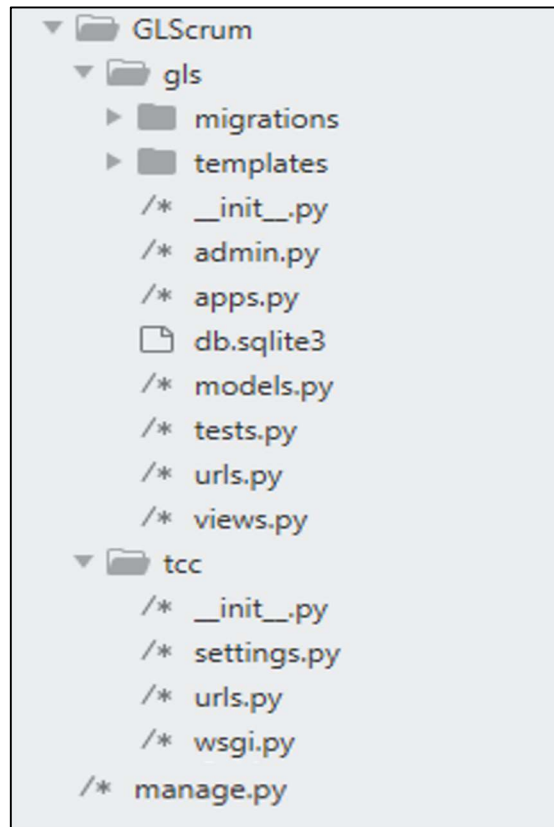 GLScrum
gls
migrations
templates
/* __init__.py
/* admin.py
/* apps.py
db.sqlite3
/* models.py
/* tests.py
/* urls.py
/* views.py
tcc
/* __init__.py
/* settings.py
/* urls.py
/* wsgi.py
/* manage.py